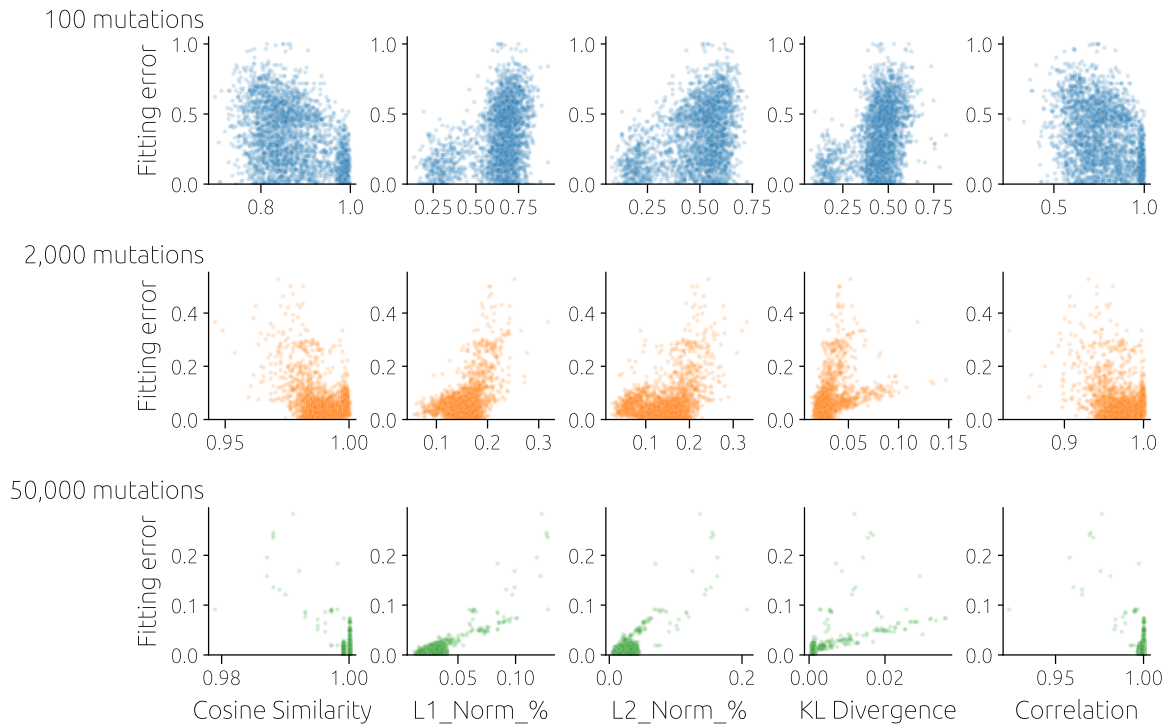 100 mutations
Fitting error
1.0 1.0 1.0 1.0 1.0
0.5 0.5 0.5 0.5 0.5
0.0 0.0 0.0 0.0 0.0
0.8 1.0 0.25 0.50 0.75 0.25 0.50 0.75 0.25 0.50 0.75 0.5 1.0
2,000 mutations
Fitting error
0.4 0.4 0.4 0.4 0.4
0.2 0.2 0.2 0.2 0.2
0.0 0.0 0.0 0.0 0.0
0.95 1.00 0.1 0.2 0.3 0.1 0.2 0.3 0.05 0.10 0.15 0.9 1.0
50,000 mutations
Fitting error
0.2 0.2 0.2 0.2 0.2
0.1 0.1 0.1 0.1 0.1
0.0 0.0 0.0 0.0 0.0
0.98 1.00 0.05 0.10 0.0 0.1 0.2 0.00 0.02 0.95 1.00
Cosine Similarity L1_Norm_% L2_Norm_% KL Divergence Correlation